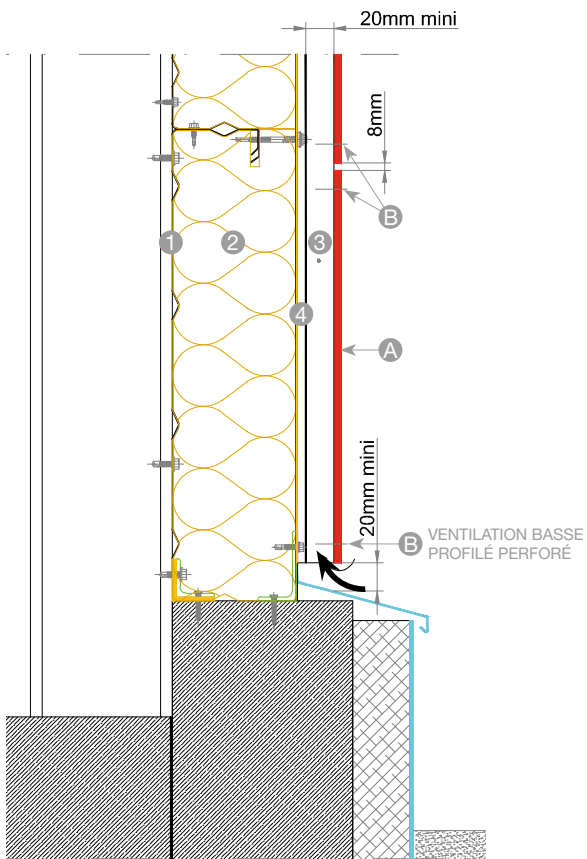 20mm mini
8mm
B
1
2
3
4
A
20mm mini
B
VENTILATION BASSE
PROFILÉ PERFORÉ